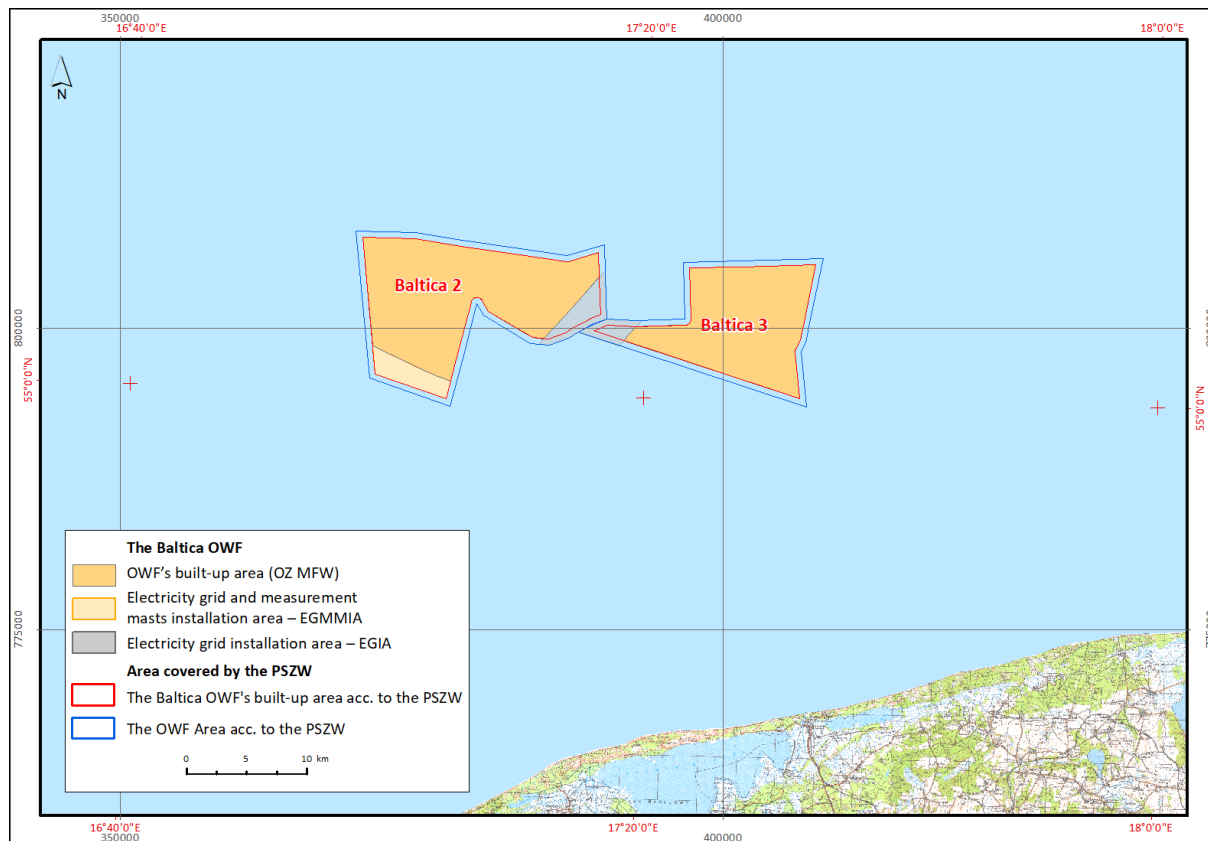 350000
400000
16°40'0"E
17°20'0"E
18°0'0"E
N
Baltica 2
Baltica 3
800000
800000
55°0'0"N
55°0'0"N
The Baltica OWF
OWF's built-up area (OZ MFW)
Electricity grid and measurement
masts installation area – EGMMIA
Electricity grid installation area – EGIA
Area covered by the PSZW
The Baltica OWF's built-up area acc. to the PSZW
The OWF Area acc. to the PSZW
0 5 10 km
775000
775000
16°40'0"E
17°20'0"E
18°0'0"E
350000
400000